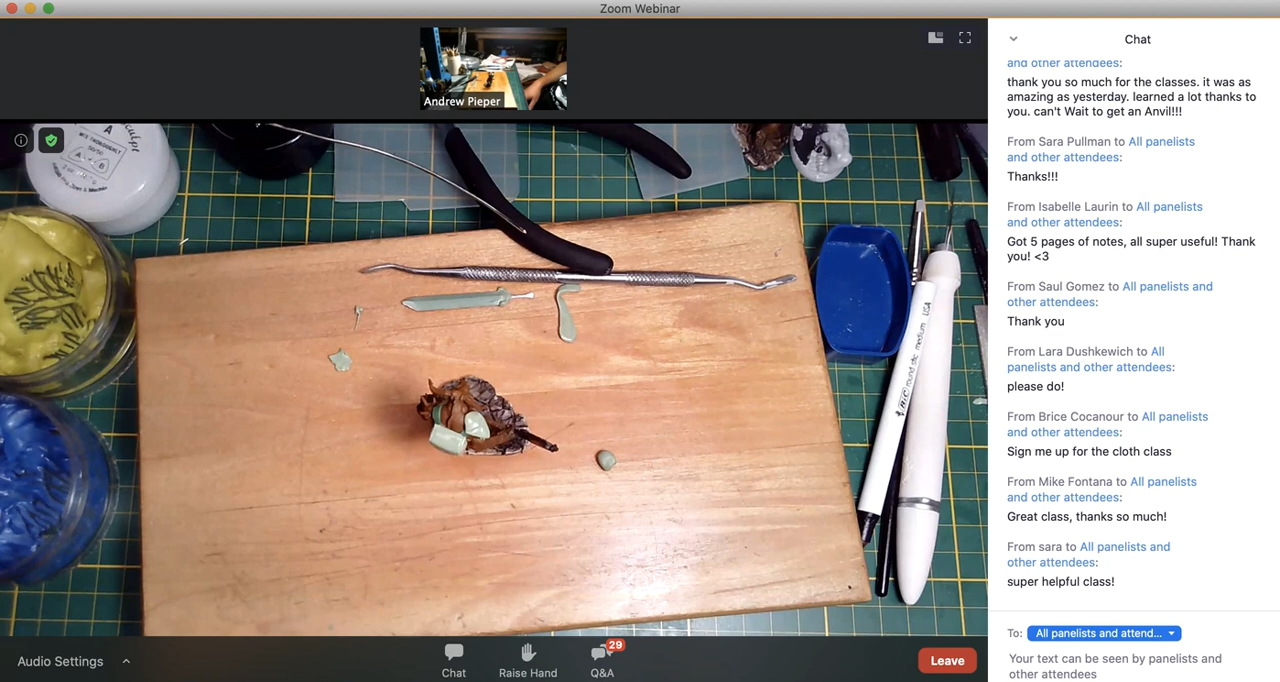 Zoom Webinar
Andrew Pieper
Chat
and other attendees:
thank you so much for the classes. it was as
amazing as yesterday. learned a lot thanks to
you. can't Wait to get an Anvil!!!
From Sara Pullman to All panelists
and other attendees:
Thanks!!!
From Isabelle Laurin to All panelists
and other attendees:
Got 5 pages of notes, all super useful! Thank
you! <3
From Saul Gomez to All panelists and
other attendees:
Thank you
From Lara Dushkewich to All
panelists and other attendees:
please do!
From Brice Cocanour to All panelists
and other attendees:
Sign me up for the cloth class
From Mike Fontana to All panelists
and other attendees:
Great class, thanks so much!
From sara to All panelists and
other attendees:
super helpful class!
To: All panelists and attend...
Your text can be seen by panelists and
other attendees
A
A B
BIC round stic medium USA
Audio Settings
Chat
Raise Hand
Q&A
29
Leave